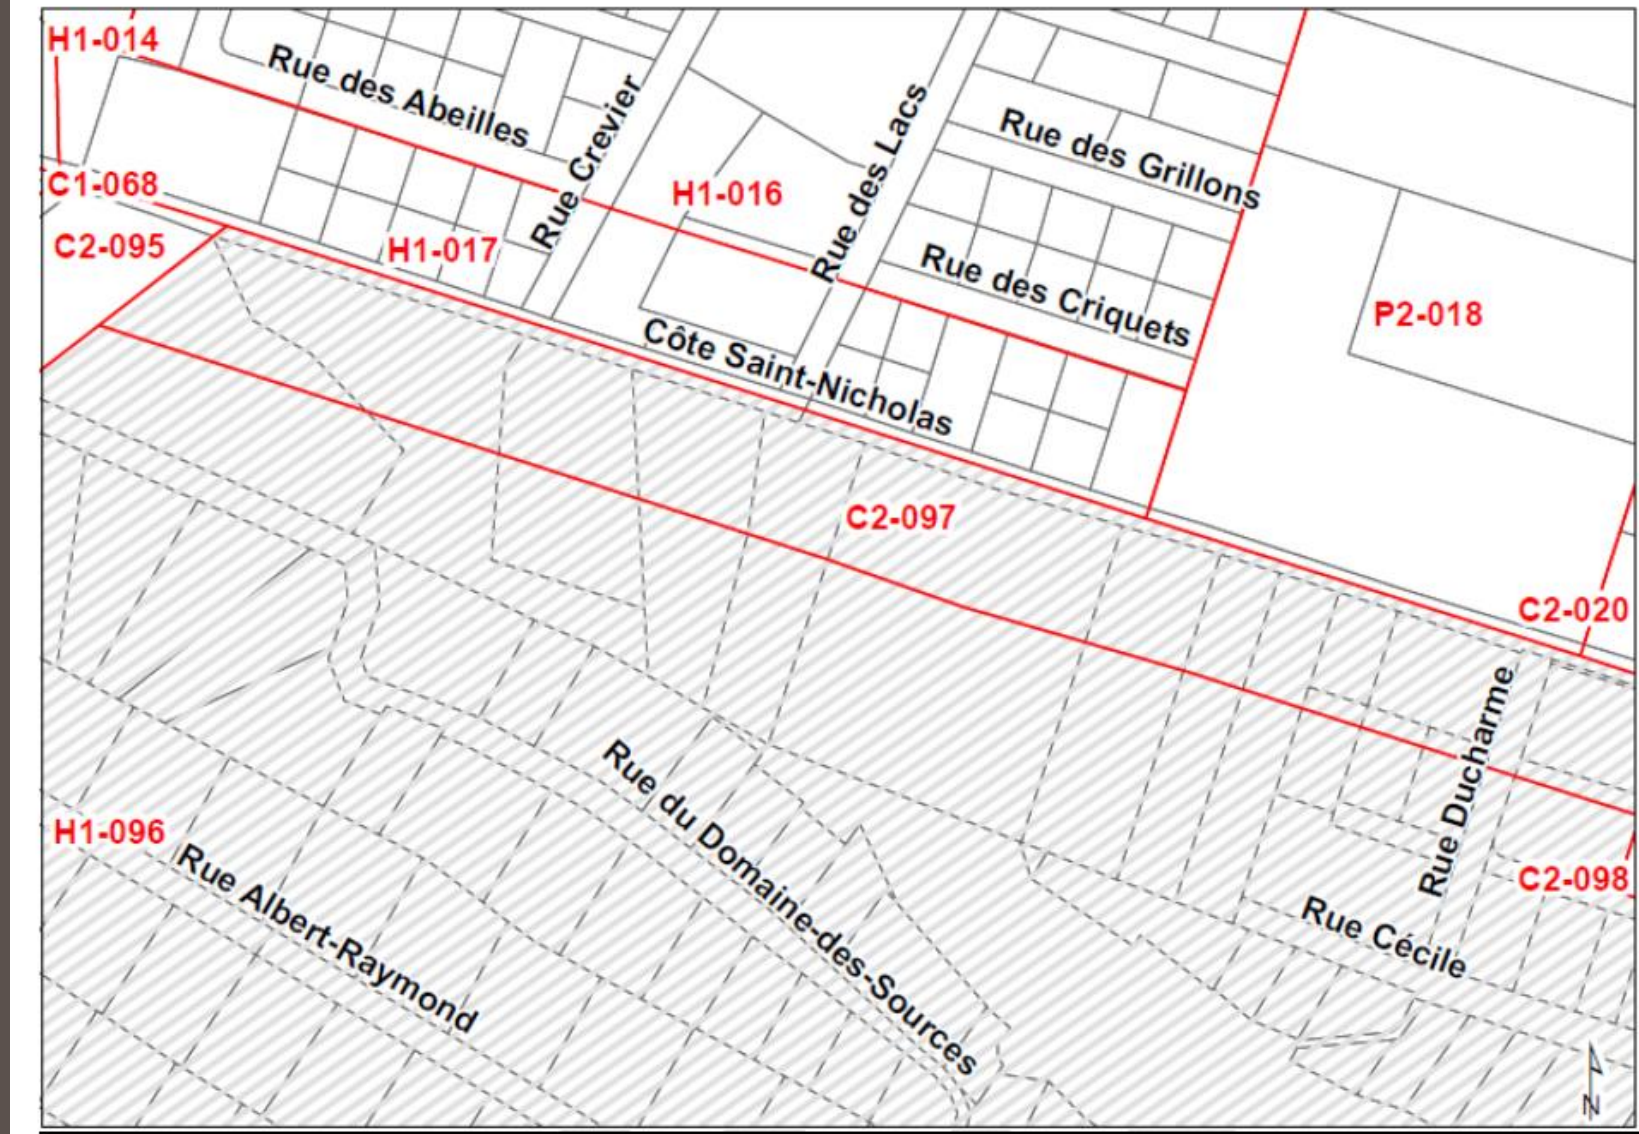 H1-014
Rue des Abeilles
Rue Crevier
Rue des Lacs
Rue des Grillons
C1-068
H1-016
C2-095
H1-017
Rue des Criquets
P2-018
Côte Saint-Nicholas
C2-097
C2-020
Rue Ducharme
Rue du Domaine-des-Sources
H1-096
Rue Albert-Raymond
C2-098
Rue Cécile
N